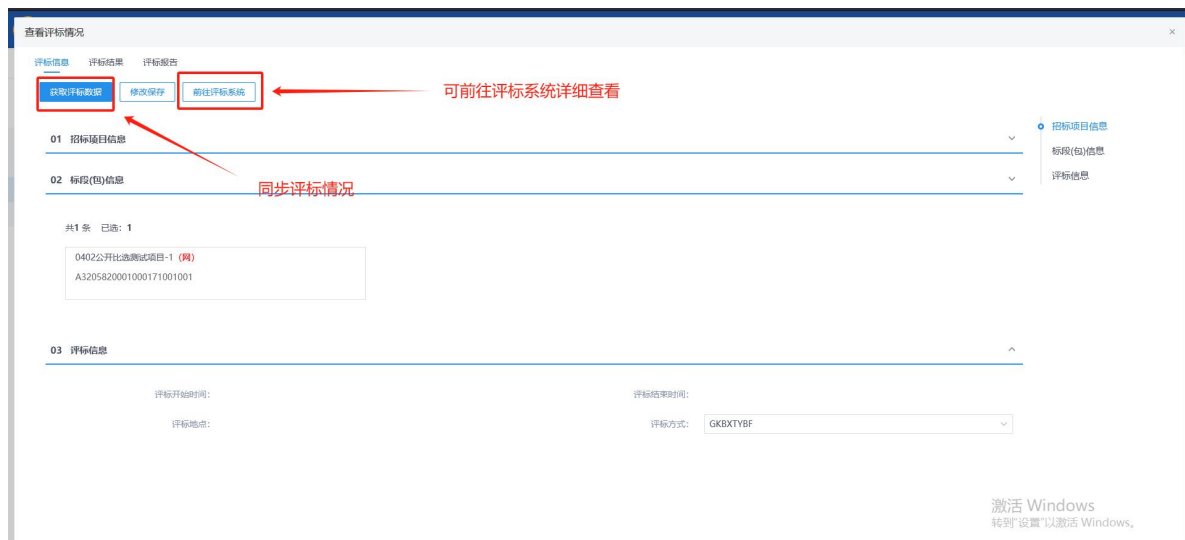 查看评标情况
×
评标信息 评标结果 评标报告
获取评标数据 修改保存 前往评标系统
可前往评标系统详细查看
招标项目信息
标段(包)信息
评标信息
01 招标项目信息
02 标段(包)信息
同步评标情况
共1 条 已选：1
0402公开比选测试项目-1（网）
A3205820001000171001001
03 评标信息
评标开始时间： 评标结束时间：
评标地点： 评标方式： GKBXTYBF
激活 Windows
转到"设置"以激活 Windows。